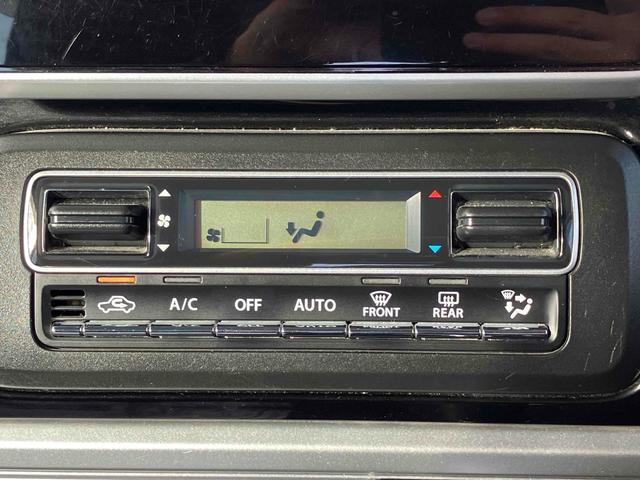 A/C OFF AUTO FRONT REAR